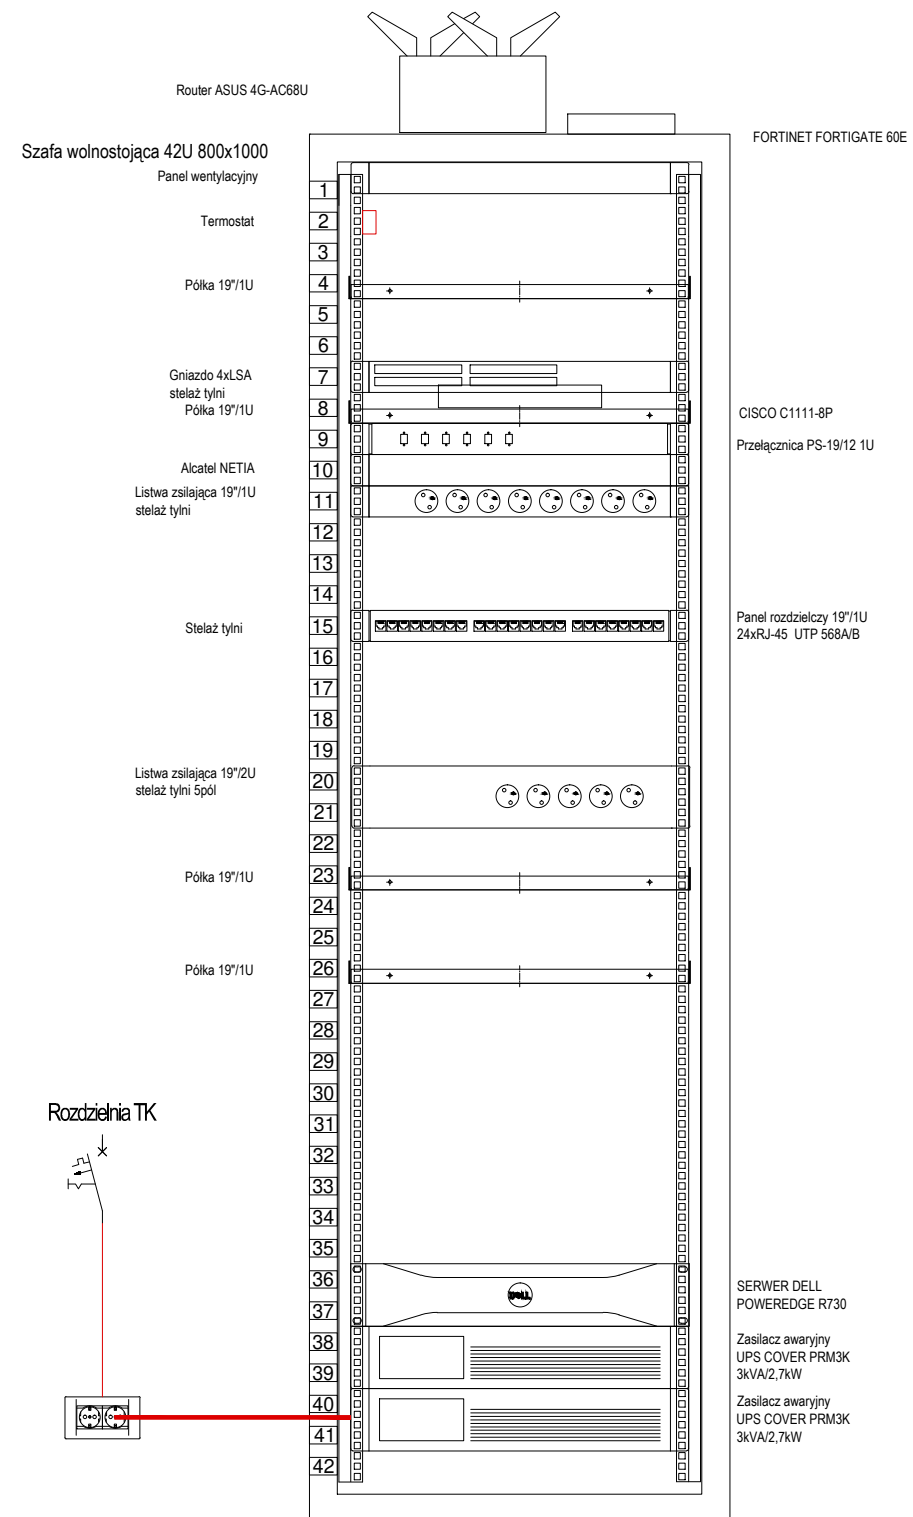 Router ASUS 4G-AC68U
FORTINET FORTIGATE 60E
Szafa wolnostojąca 42U 800x1000
Panel wentylacyjny
1
Termostat
2
3
Półka 19"/1U
4
5
6
Gniazdo 4xLSA
stelaż tylni
7
Półka 19"/1U
8
CISCO C1111-8P
9
Przełącznica PS-19/12 1U
Alcatel NETIA
10
Listwa zsilająca 19"/1U
stelaż tylni
11
12
13
14
Stelaż tylni
15
Panel rozdzielczy 19"/1U
24xRJ-45 UTP 568A/B
16
17
18
19
Listwa zsilająca 19"/2U
stelaż tylni 5pól
20
21
22
Półka 19"/1U
23
24
25
Półka 19"/1U
26
27
28
29
30
Rozdzielnia TK
31
32
33
34
35
36
37
SERWER DELL
POWEREDGE R730
38
39
Zasilacz awaryjny
UPS COVER PRM3K
3kVA/2,7kW
40
41
Zasilacz awaryjny
UPS COVER PRM3K
3kVA/2,7kW
42